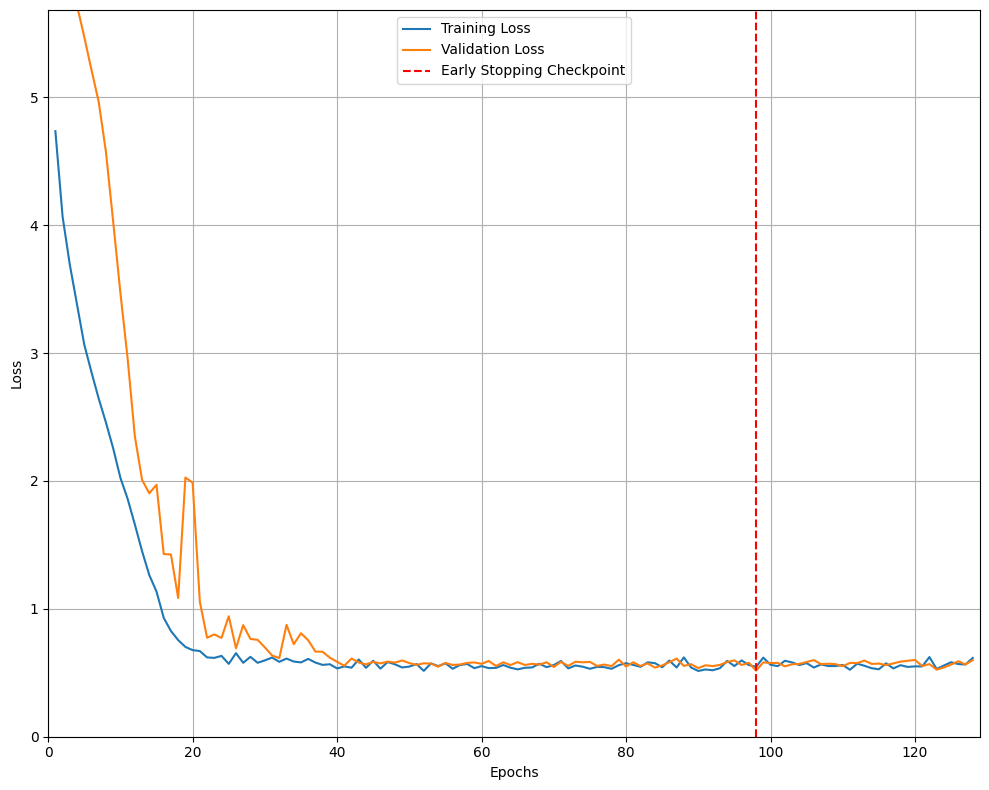 Training Loss
Validation Loss
Early Stopping Checkpoint
5
4
3
2
1
0
Loss
0 20 40 60 80 100 120
Epochs